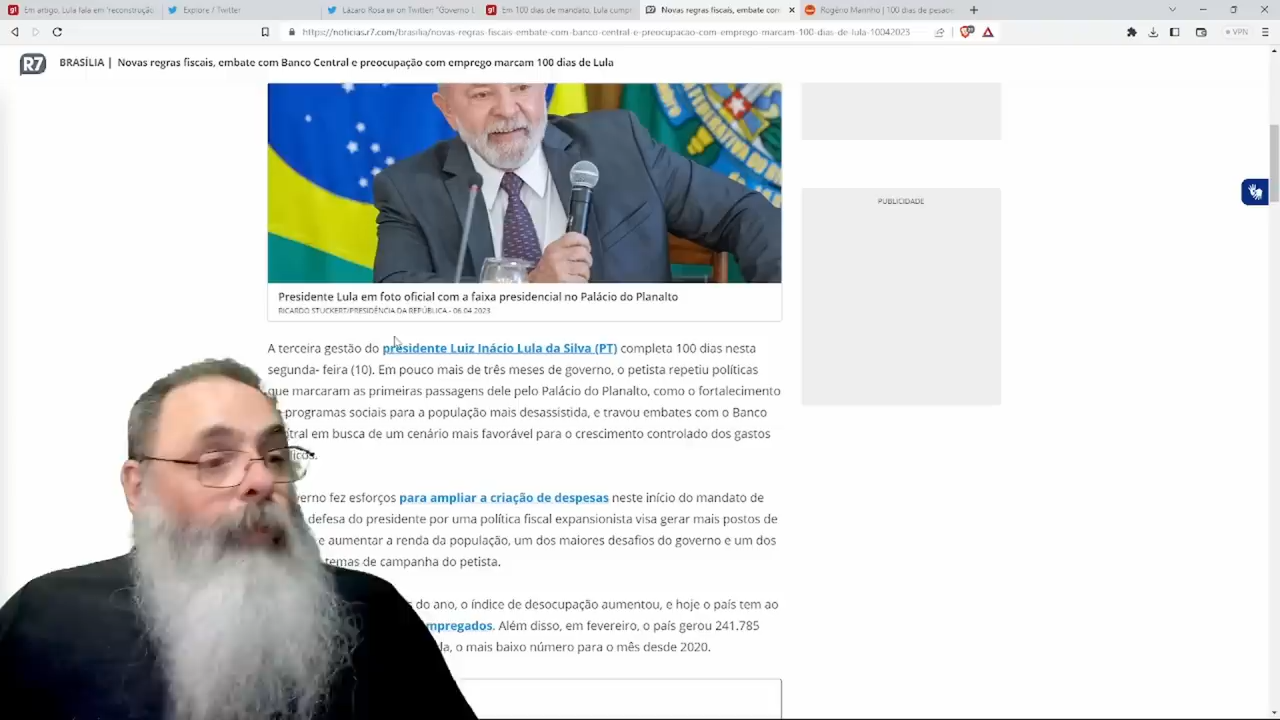 Em artigo, Lula fala em 'reconstrução
Explore / Twitter
Lázaro Rosa on Twitter: "Governo L
Em 100 dias de mandato, Lula cumpr
Novas regras fiscais, embate com
Rogério Marinho | 100 dias de pesad
https://noticias.r7.com/brasilia/novas-regras-fiscais-embate-com-banco-central-e-preocupacao-com-emprego-marcam-100-dias-de-lula-10042023
VPN
R7
BRASÍLIA | Novas regras fiscais, embate com Banco Central e preocupação com emprego marcam 100 dias de Lula
PUBLICIDADE
Presidente Lula em foto oficial com a faixa presidencial no Palácio do Planalto
RICARDO STUCKERT/PRESIDÊNCIA DA REPÚBLICA - 06.04.2023
A terceira gestão do presidente Luiz Inácio Lula da Silva (PT) completa 100 dias nesta
segunda- feira (10). Em pouco mais de três meses de governo, o petista repetiu políticas
que marcaram as primeiras passagens dele pelo Palácio do Planalto, como o fortalecimento
programas sociais para a população mais desassistida, e travou embates com o Banco
tral em busca de um cenário mais favorável para o crescimento controlado dos gastos
licos.
verno fez esforços para ampliar a criação de despesas neste início do mandato de
defesa do presidente por uma política fiscal expansionista visa gerar mais postos de
e aumentar a renda da população, um dos maiores desafios do governo e um dos
temas de campanha do petista.
s do ano, o índice de desocupação aumentou, e hoje o país tem ao
mpregados. Além disso, em fevereiro, o país gerou 241.785
la, o mais baixo número para o mês desde 2020.